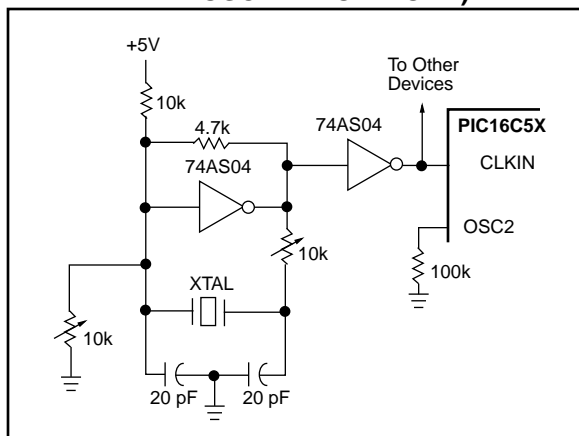 +5V
To Other
Devices
10k
4.7k
74AS04
PIC16C5X
74AS04
CLKIN
OSC2
10k
100k
XTAL
10k
20 pF
20 pF